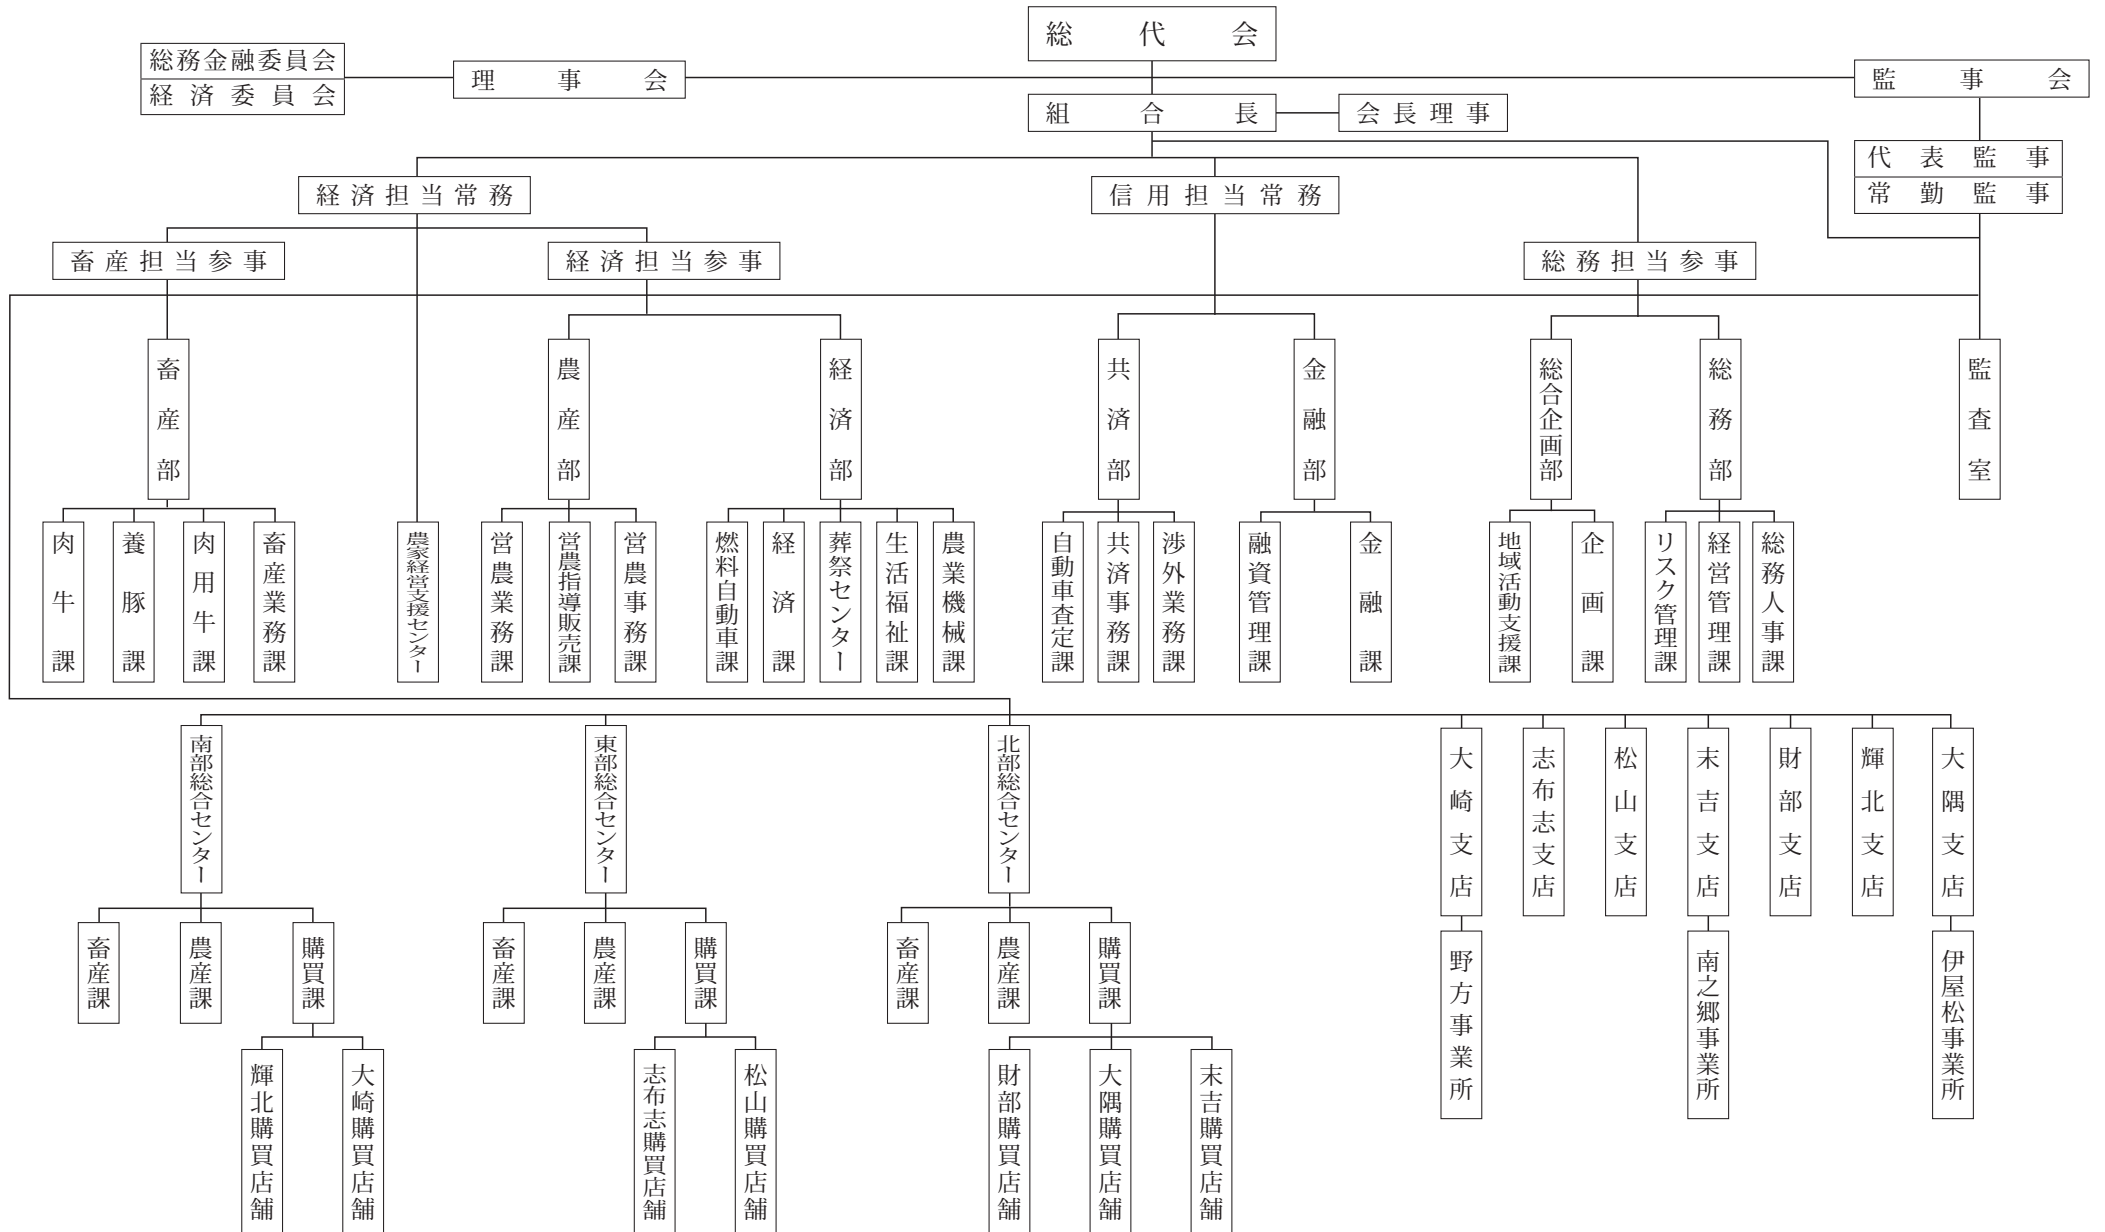 総代会
総務金融委員会
経済委員会
理事会
監事会
組合長
会長理事
代表監事
常勤監事
経済担当常務
信用担当常務
畜産担当参事
経済担当参事
総務担当参事
畜産部
農産部
経済部
共済部
金融部
総合企画部
総務部
監査室
肉牛課
養豚課
肉用牛課
畜産業務課
農家経営支援センター
営農業務課
営農指導販売課
営農事務課
燃料自動車課
経済課
葬祭センター
生活福祉課
農業機械課
自動車査定課
共済事務課
渉外業務課
融資管理課
金融課
地域活動支援課
企画課
リスク管理課
経営管理課
総務人事課
南部総合センター
東部総合センター
北部総合センター
大崎支店
志布志支店
松山支店
末吉支店
財部支店
輝北支店
大隅支店
畜産課
農産課
購買課
畜産課
農産課
購買課
畜産課
農産課
購買課
野方事業所
南之郷事業所
伊屋松事業所
輝北購買店舗
大崎購買店舗
志布志購買店舗
松山購買店舗
財部購買店舗
大隅購買店舗
末吉購買店舗